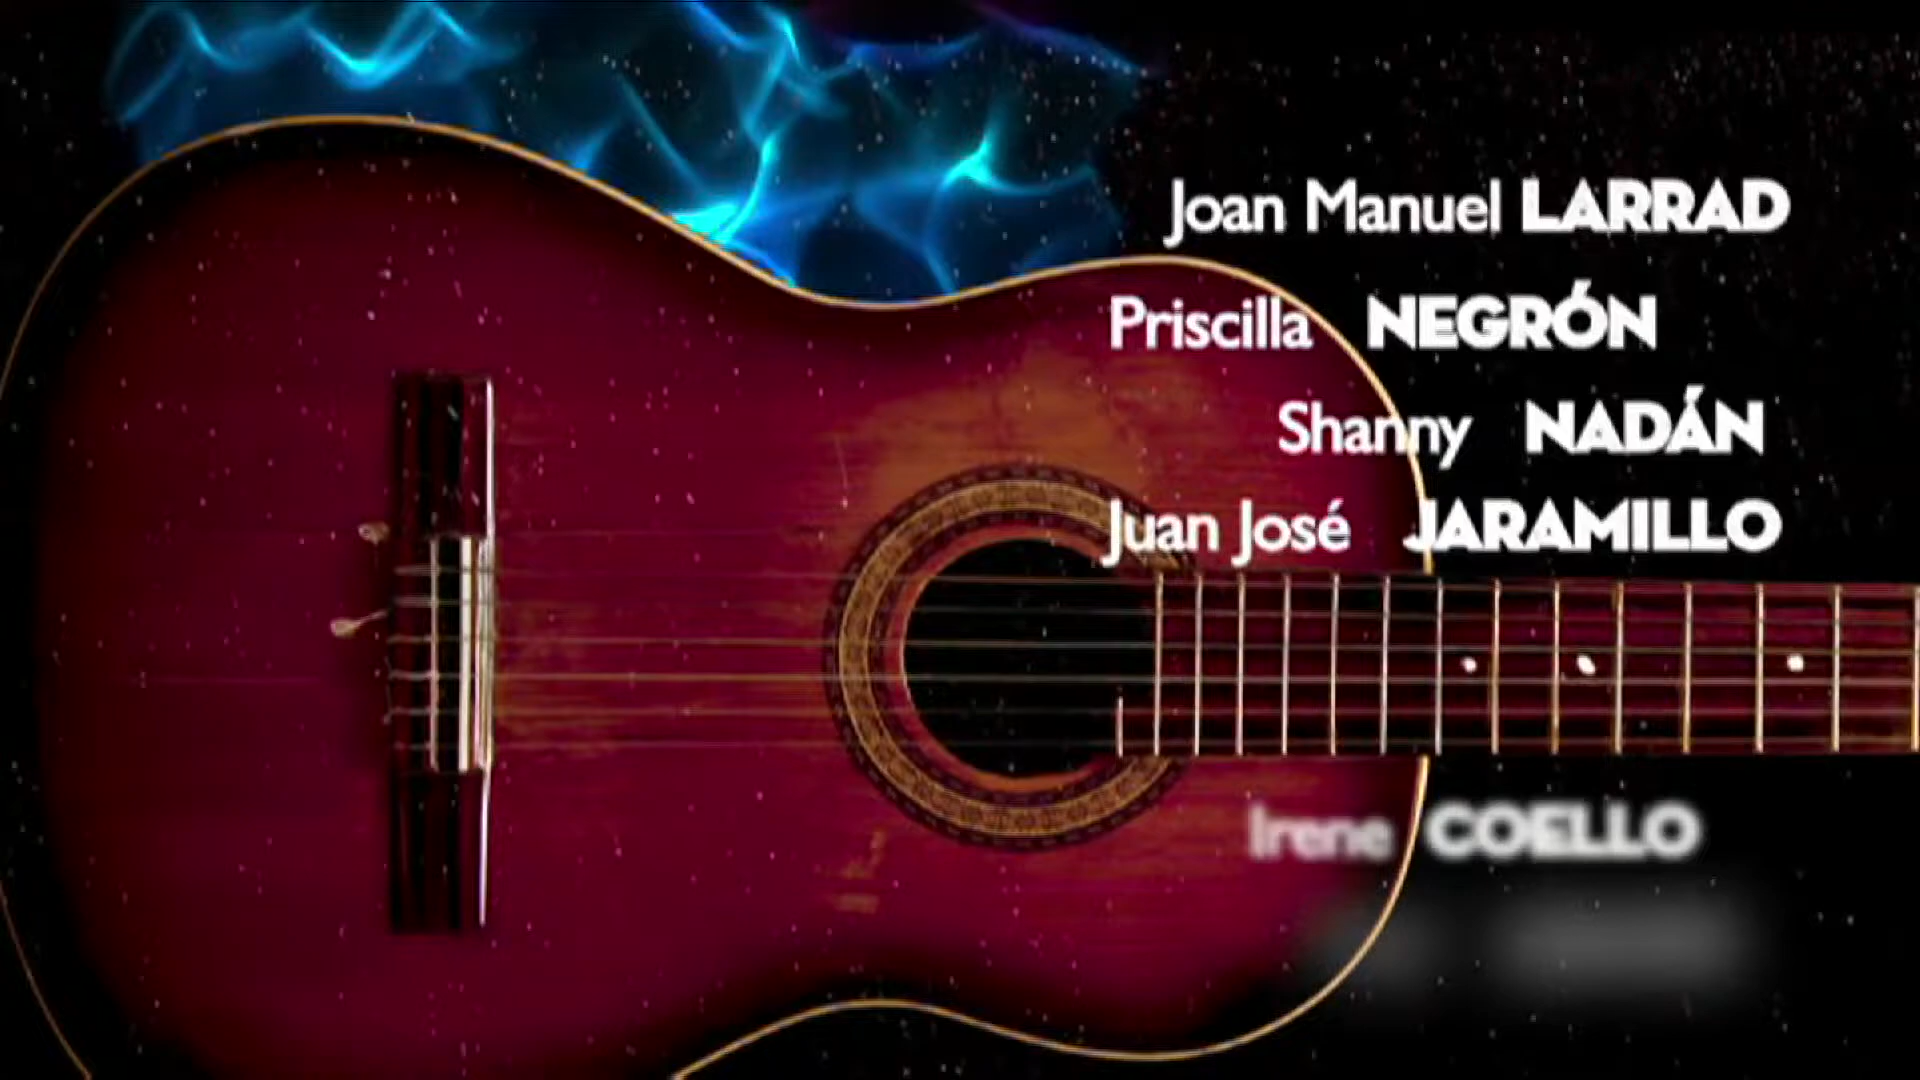 Joan Manuel LARRAD
Priscilla NEGRÓN
Shanny NADÁN
Juan José JARAMILLO
Irene COELLO